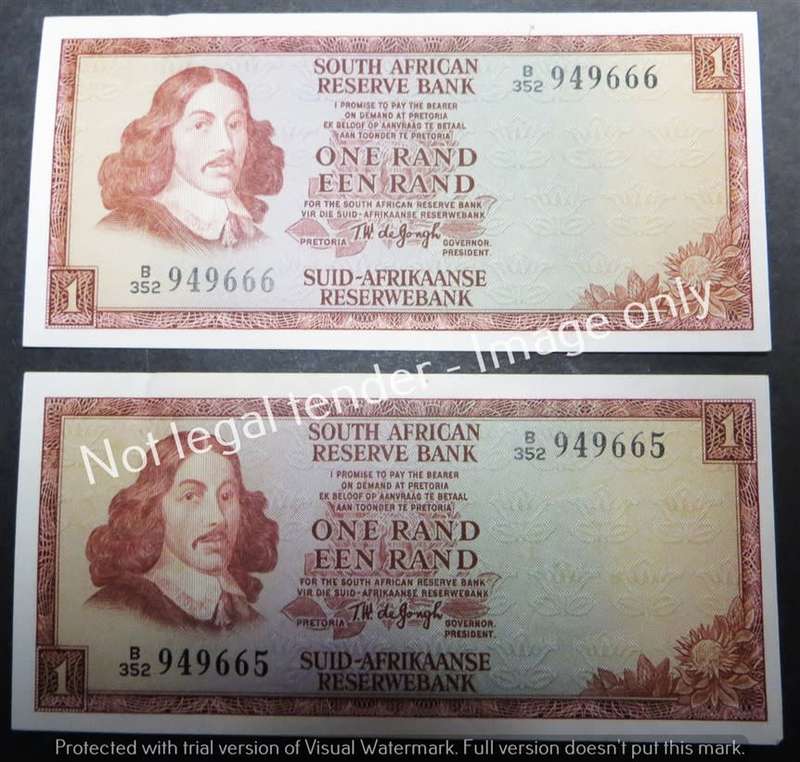 SOUTH AFRICAN
RESERVE BANK
B/352 949666
1
I PROMISE TO PAY THE BEARER
ON DEMAND AT PRETORIA
EK BELOOF OP AANVRAAG TE BETAAL
AAN TOONDER TE PRETORIA
ONE RAND
EEN RAND
FOR THE SOUTH AFRICAN RESERVE BANK
VIR DIE SUID-AFRIKAANSE RESERWEBANK
PRETORIA T.W. de Jongh GOVERNOR.
PRESIDENT.
1
B/352 949666
SUID-AFRIKAANSE
RESERWEBANK
Not legal tender - Image only
SOUTH AFRICAN
RESERVE BANK
B/352 949665
1
I PROMISE TO PAY THE BEARER
ON DEMAND AT PRETORIA
EK BELOOF OP AANVRAAG TE BETAAL
AAN TOONDER TE PRETORIA
ONE RAND
EEN RAND
FOR THE SOUTH AFRICAN RESERVE BANK
VIR DIE SUID-AFRIKAANSE RESERWEBANK
PRETORIA T.W. de Jongh GOVERNOR.
PRESIDENT.
1
B/352 949665
SUID-AFRIKAANSE
RESERWEBANK
Protected with trial version of Visual Watermark. Full version doesn't put this mark.